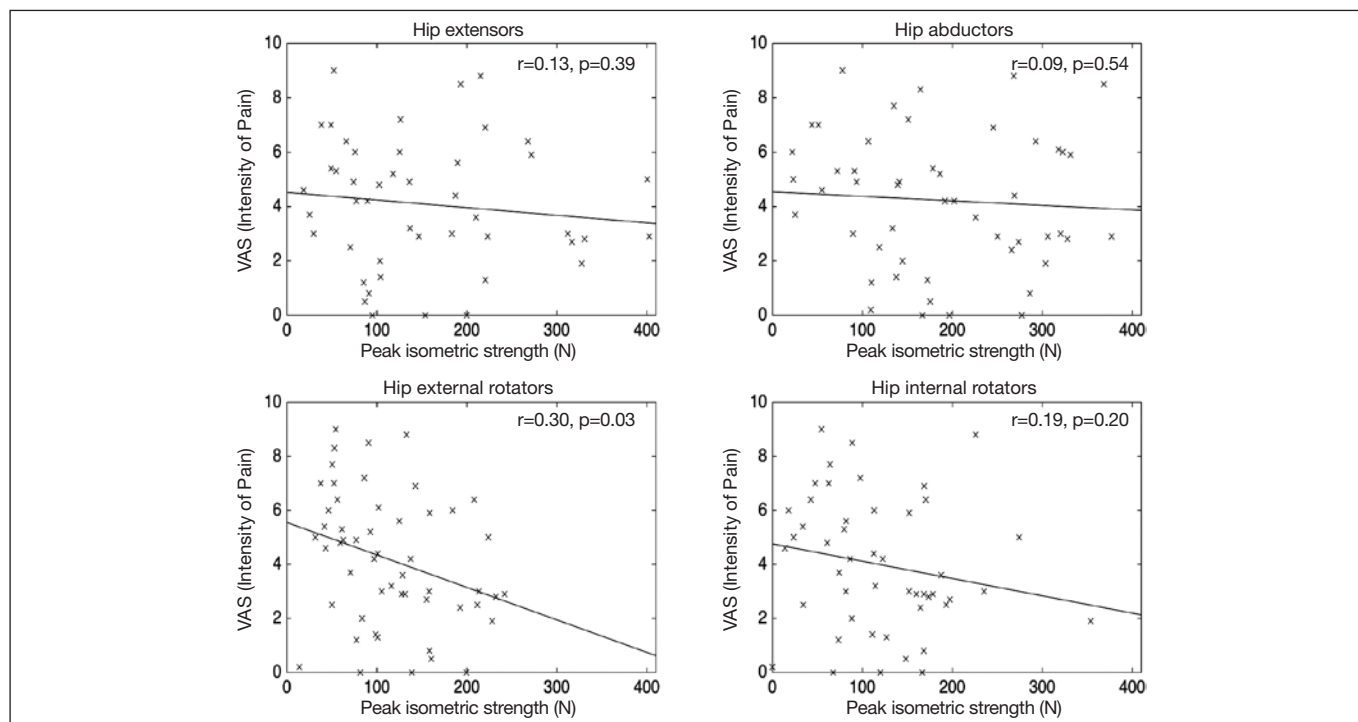 Hip extensors
r=0.13, p=0.39
VAS (Intensity of Pain)
10
8
6
4
2
0
0 100 200 300 400
Peak isometric strength (N)
Hip abductors
r=0.09, p=0.54
VAS (Intensity of Pain)
10
8
6
4
2
0
0 100 200 300 400
Peak isometric strength (N)
Hip external rotators
r=0.30, p=0.03
VAS (Intensity of Pain)
10
8
6
4
2
0
0 100 200 300 400
Peak isometric strength (N)
Hip internal rotators
r=0.19, p=0.20
VAS (Intensity of Pain)
10
8
6
4
2
0
0 100 200 300 400
Peak isometric strength (N)